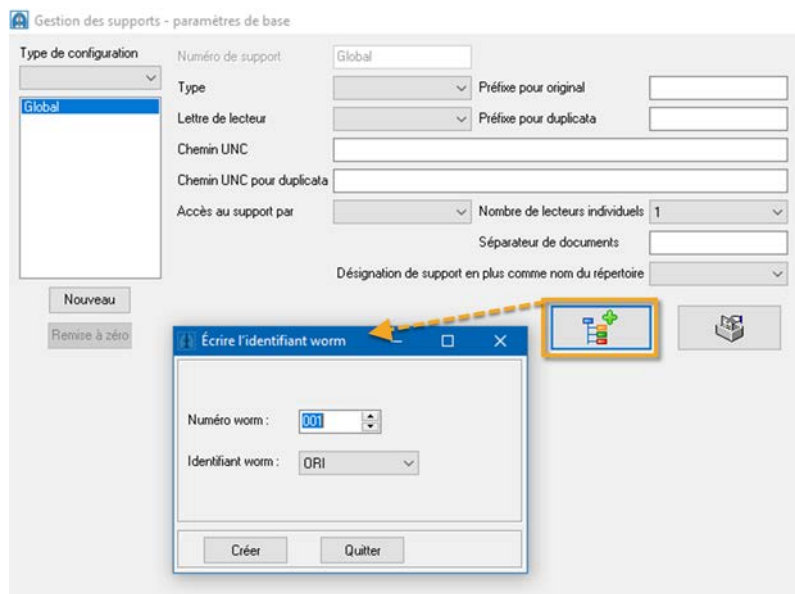 Gestion des supports - paramètres de base
Type de configuration
Numéro de support Global
Type Préfixe pour original
Global
Lettre de lecteur Préfixe pour duplicata
Chemin UNC
Chemin UNC pour duplicata
Accès au support par Nombre de lecteurs individuels 1
Séparateur de documents
Désignation de support en plus comme nom du répertoire
Nouveau
Remise à zéro
Écrire l'identifiant worm
Numéro worm : 001
Identifiant worm : ORI
Créer Quitter